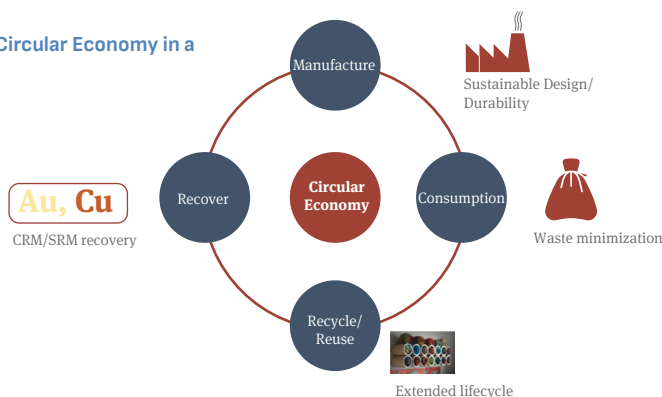 Circular Economy in a
Manufacture
Sustainable Design/
Durability
Au, Cu
CRM/SRM recovery
Recover
Circular
Economy
Consumption
Waste minimization
Recycle/
Reuse
Extended lifecycle